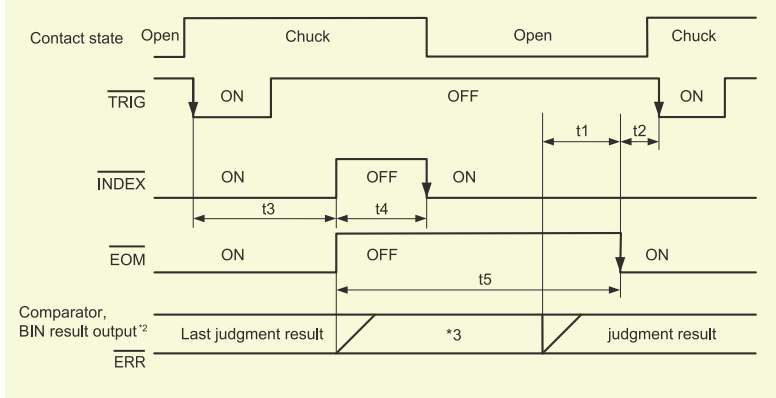 Contact state Open Chuck Open Chuck
TRIG ON OFF ON
t1 t2
INDEX ON OFF ON
t3 t4
EOM ON OFF ON
t5
Comparator,
BIN result output*2 Last judgment result *3 judgment result
ERR